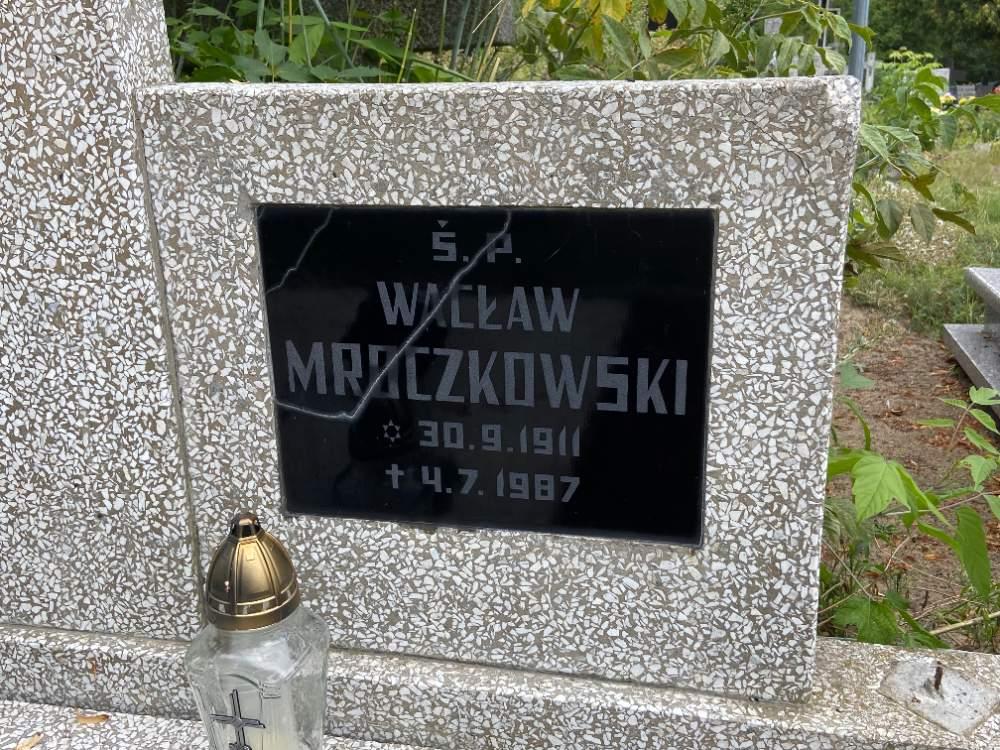 Š. P.
WACŁAW
MROCZKOWSKI
✡ 30.9.1911
✝ 4.7.1987